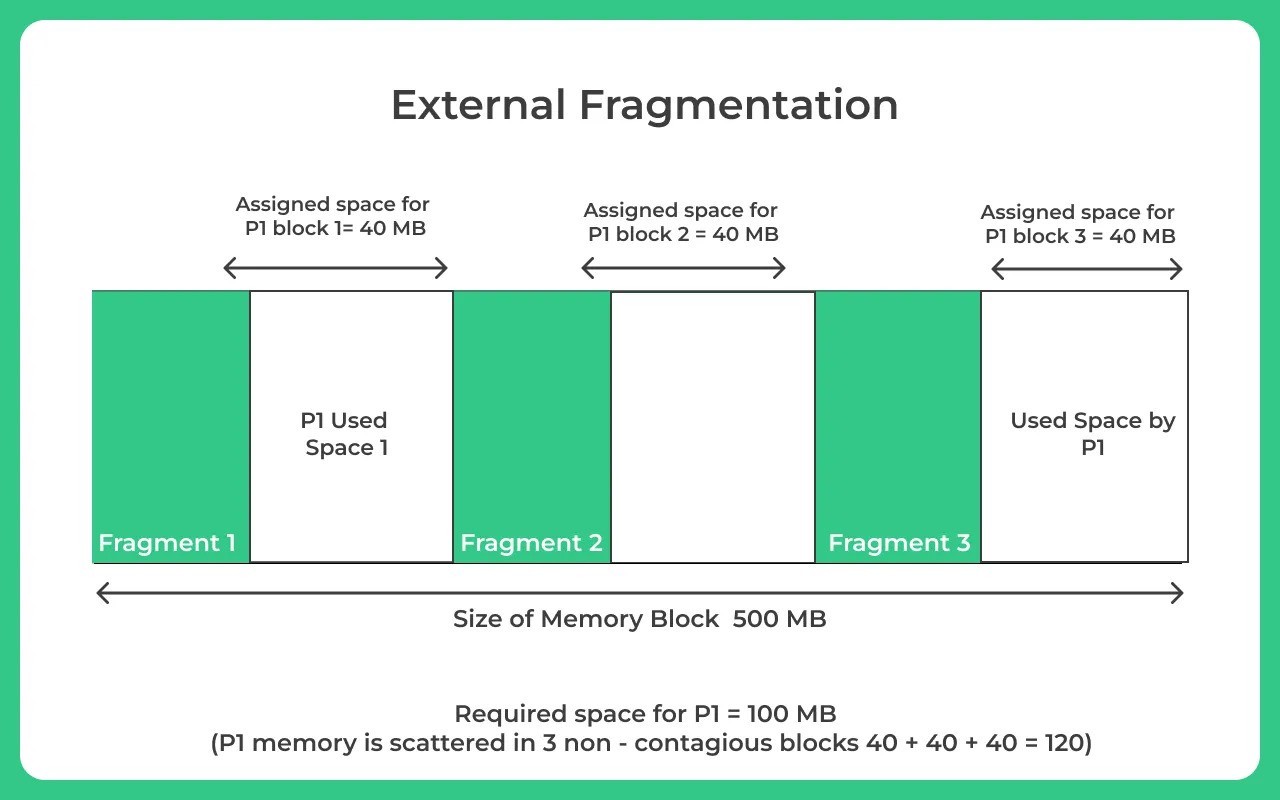 External Fragmentation
Assigned space for
P1 block 1= 40 MB
Assigned space for
P1 block 2 = 40 MB
Assigned space for
P1 block 3 = 40 MB
P1 Used
Space 1
Used Space by
P1
Fragment 1
Fragment 2
Fragment 3
Size of Memory Block  500 MB
Required space for P1 = 100 MB
(P1 memory is scattered in 3 non - contagious blocks 40 + 40 + 40 = 120)